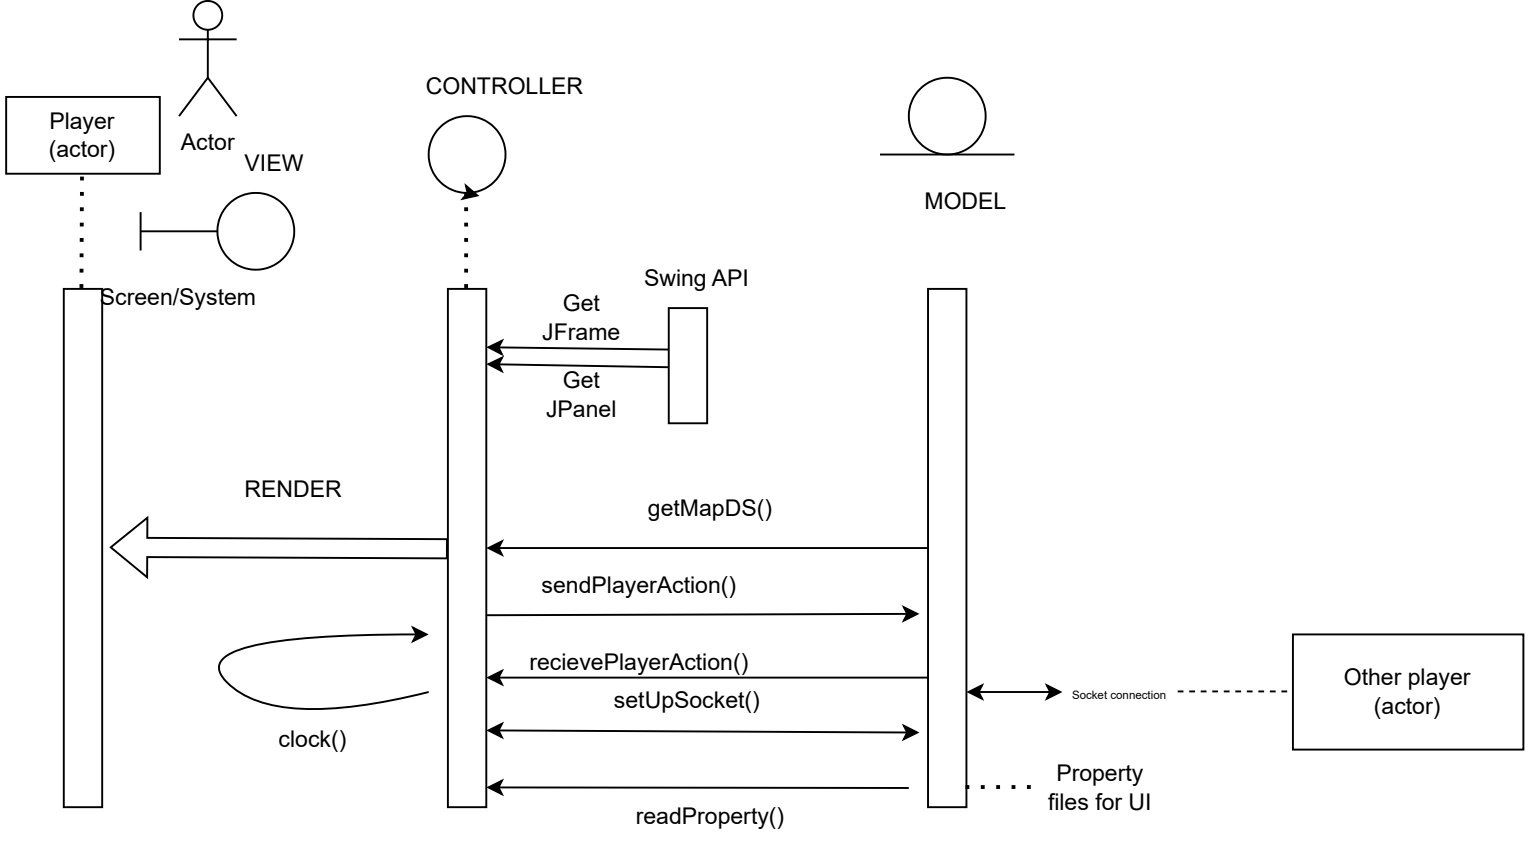 Player
(actor)
Actor
VIEW
CONTROLLER
MODEL
Screen/System
Swing API
Get
JFrame
Get
JPanel
RENDER
getMapDS()
sendPlayerAction()
recievePlayerAction()
setUpSocket()
clock()
Socket connection
Other player
(actor)
Property
files for UI
readProperty()